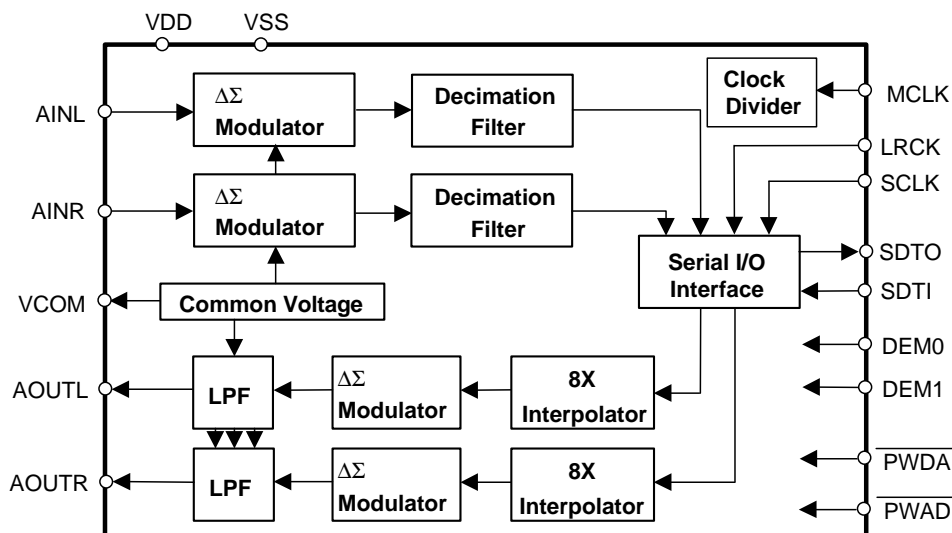 VDD
VSS
AINL
ΔΣ
Modulator
Decimation
Filter
Clock
Divider
MCLK
LRCK
SCLK
AINR
ΔΣ
Modulator
Decimation
Filter
Serial I/O
Interface
SDTO
SDTI
VCOM
Common Voltage
DEM0
DEM1
AOUTL
LPF
ΔΣ
Modulator
8X
Interpolator
AOUTR
LPF
ΔΣ
Modulator
8X
Interpolator
PWDA
PWAD